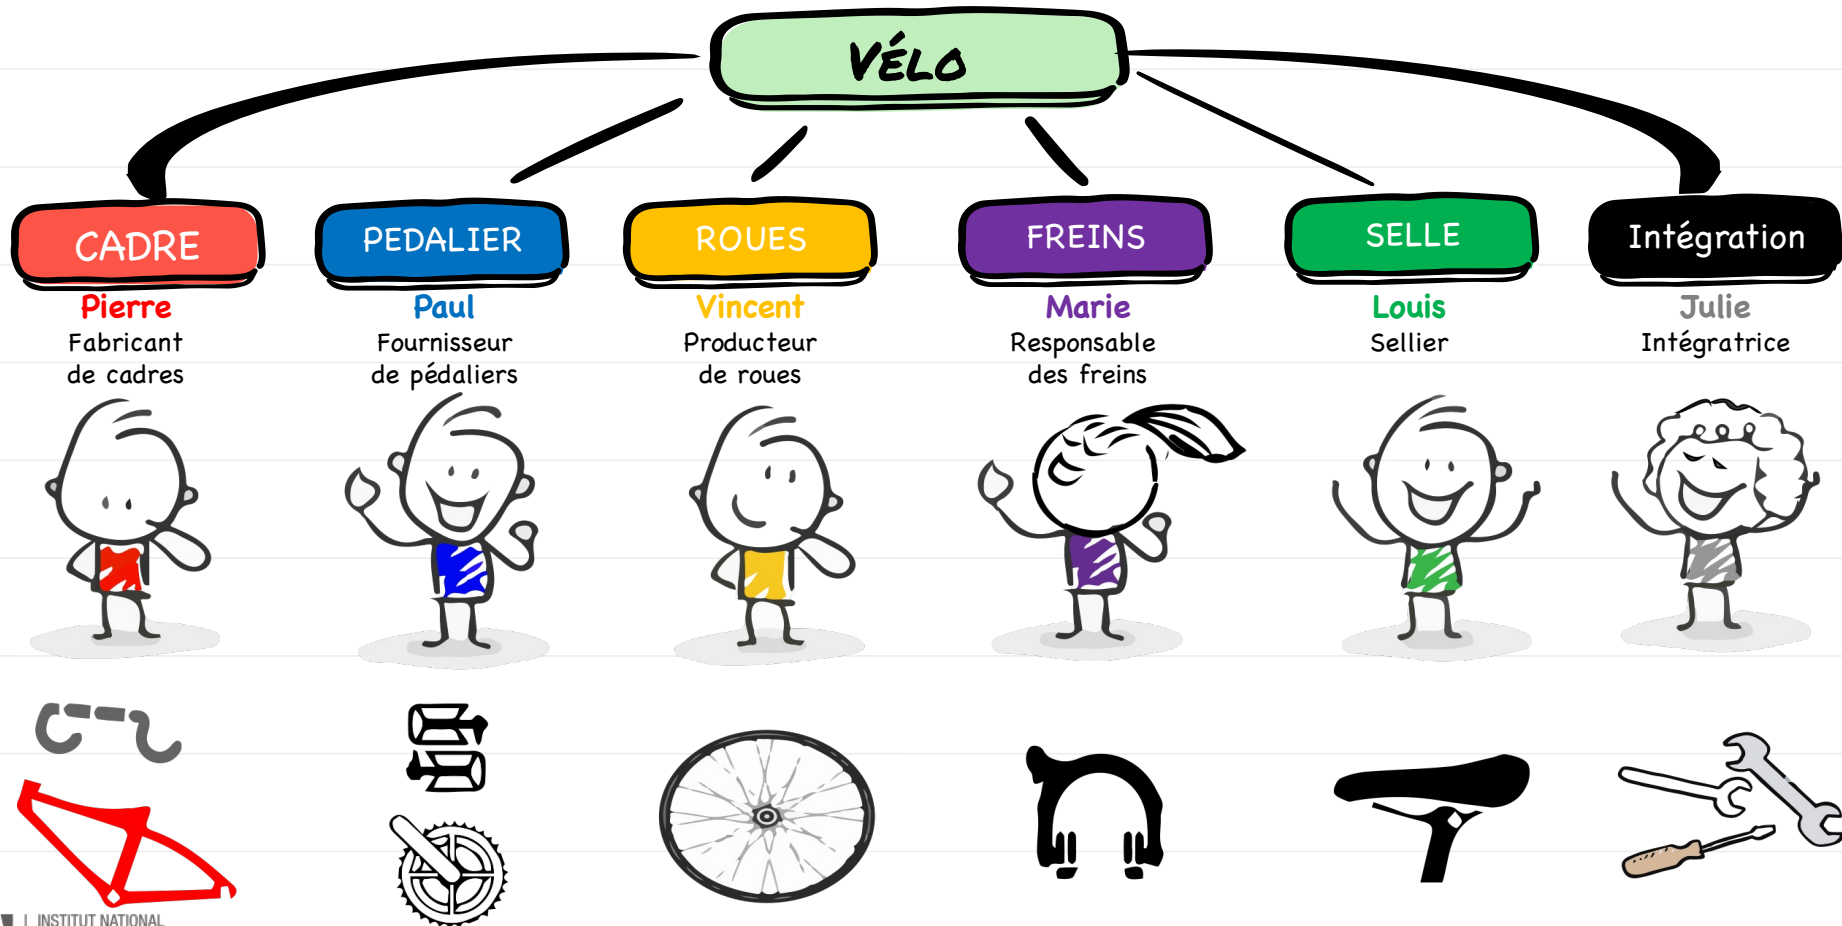 VÉLO
CADRE
PEDALIER
ROUES
FREINS
SELLE
Intégration
Pierre
Fabricant
de cadres
Paul
Fournisseur
de pédaliers
Vincent
Producteur
de roues
Marie
Responsable
des freins
Louis
Sellier
Julie
Intégratrice
INSTITUT NATIONAL